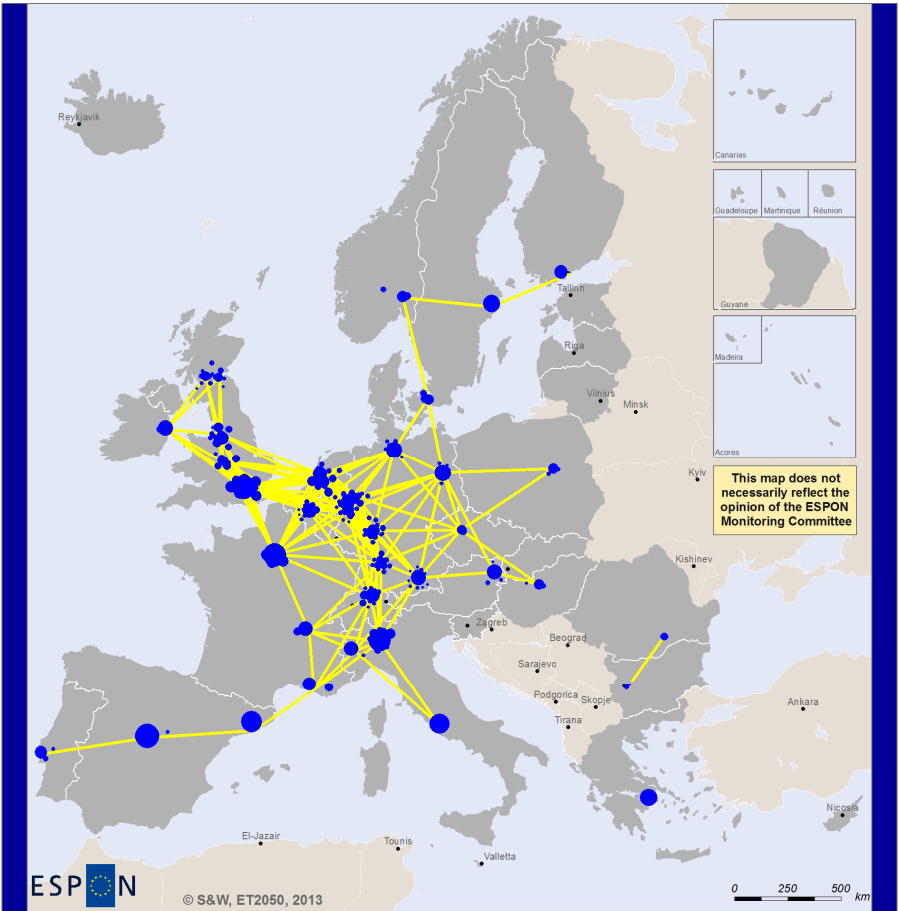 Reykjavik
Canarias
Guadeloupe
Martinique
Réunion
Guyane
Tallinn
Madeira
Riga
Vilnius
Minsk
Acores
Kyiv
This map does not
necessarily reflect the
opinion of the ESPON
Monitoring Committee
Kishinev
Zagreb
Beograd
Sarajevo
Podgorica
Skopje
Ankara
Tirana
Nicosia
El-Jazair
Tounis
Valletta
ESPON
© S&W, ET2050, 2013
0 250 500
km